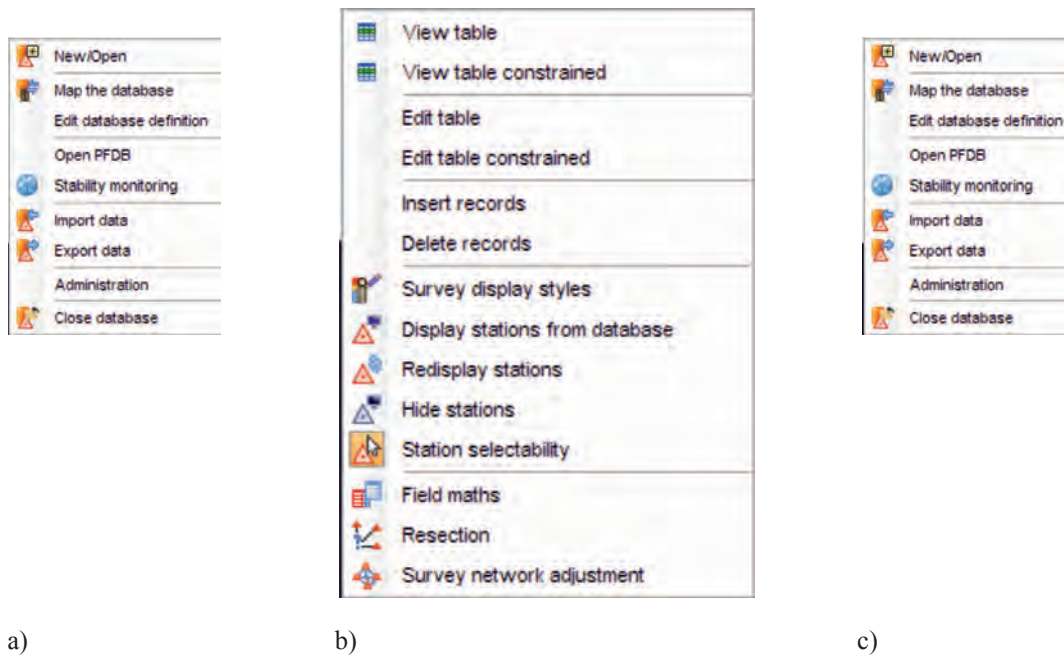 New/Open
Map the database
Edit database definition
Open PFDB
Stability monitoring
Import data
Export data
Administration
Close database
View table
View table constrained
Edit table
Edit table constrained
Insert records
Delete records
Survey display styles
Display stations from database
Redisplay stations
Hide stations
Station selectability
Field maths
Resection
Survey network adjustment
New/Open
Map the database
Edit database definition
Open PFDB
Stability monitoring
Import data
Export data
Administration
Close database
a)
b)
c)